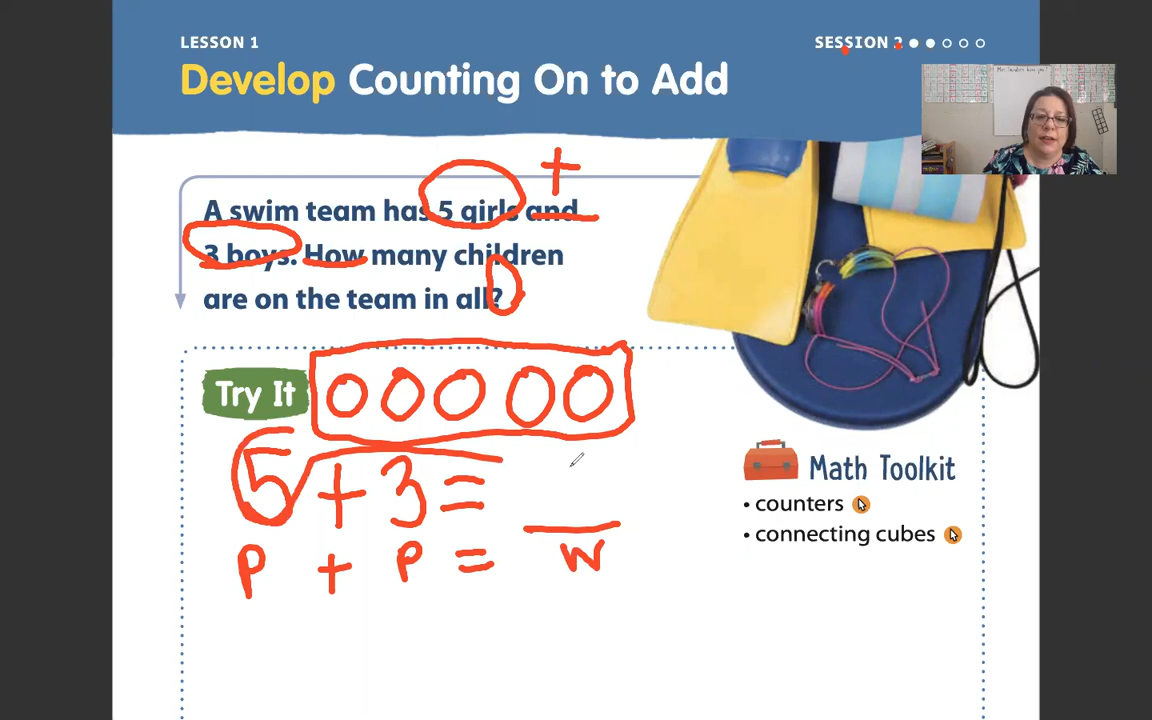 LESSON 1
SESSION 2
Develop Counting On to Add
+
A swim team has 5 girls and
3 boys. How many children
are on the team in all?
Try It
5 + 3 =
P + P = W
Math Toolkit
• counters
• connecting cubes